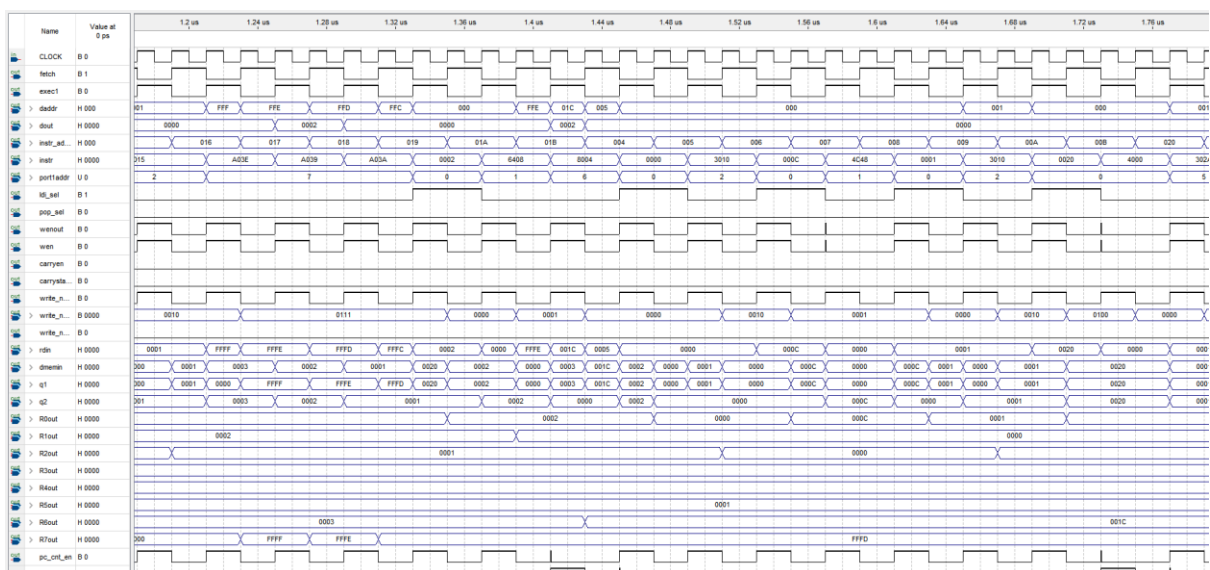 Name Value at 0 ps 1.2 us 1.24 us 1.28 us 1.32 us 1.36 us 1.4 us 1.44 us 1.48 us 1.52 us 1.56 us 1.6 us 1.64 us 1.68 us 1.72 us 1.76 us
CLOCK B 0
fetch B 1
exec1 B 0
daddr H 000 001 FFF FFE FFD FFC 000 FFE 01C 005 000 001 000 001
dout H 0000 0000 0002 0000 0002 0000
instr_ad... H 000 016 017 018 019 01A 01B 004 005 006 007 008 009 00A 00B 020
instr H 0000 015 A03E A039 A03A 0002 6408 8004 0000 3010 000C 4C48 0001 3010 0020 4000 302A
port1addr U 0 2 7 0 1 6 0 2 0 1 0 2 0 5
ldi_sel B 1
pop_sel B 0
wenout B 0
wen B 0
carryen B 0
carrysta... B 0
write_n... B 0
write_n... B 0000 0010 0111 0000 0001 0000 0010 0001 0000 0010 0100 0000
write_n... B 0
rdin H 0000 0001 FFFF FFFE FFFD FFFC 0002 0000 FFFE 001C 0005 0000 000C 0000 0001 0020 0000 0001
dmemin H 0000 000 0001 0003 0002 0001 0020 0002 0000 0003 001C 0002 0000 0001 0000 000C 0000 000C 0001 0000 0001 0020 0001
q1 H 0000 000 0001 0000 FFFF FFFE FFFD 0020 0002 0000 0003 001C 0002 0000 0001 0000 000C 0000 000C 0001 0000 0001 0020 0001
q2 H 0000 001 0003 0002 0001 0002 0000 0002 0000 000C 0000 0001 0020 0001
R0out H 0000 0002 0000 000C 0001
R1out H 0000 0002 0000
R2out H 0000 0001 0000
R3out H 0000
R4out H 0000
R5out H 0000 0001
R6out H 0000 0003 001C
R7out H 0000 000 FFFF FFFE FFFD
pc_cnt_en B 0